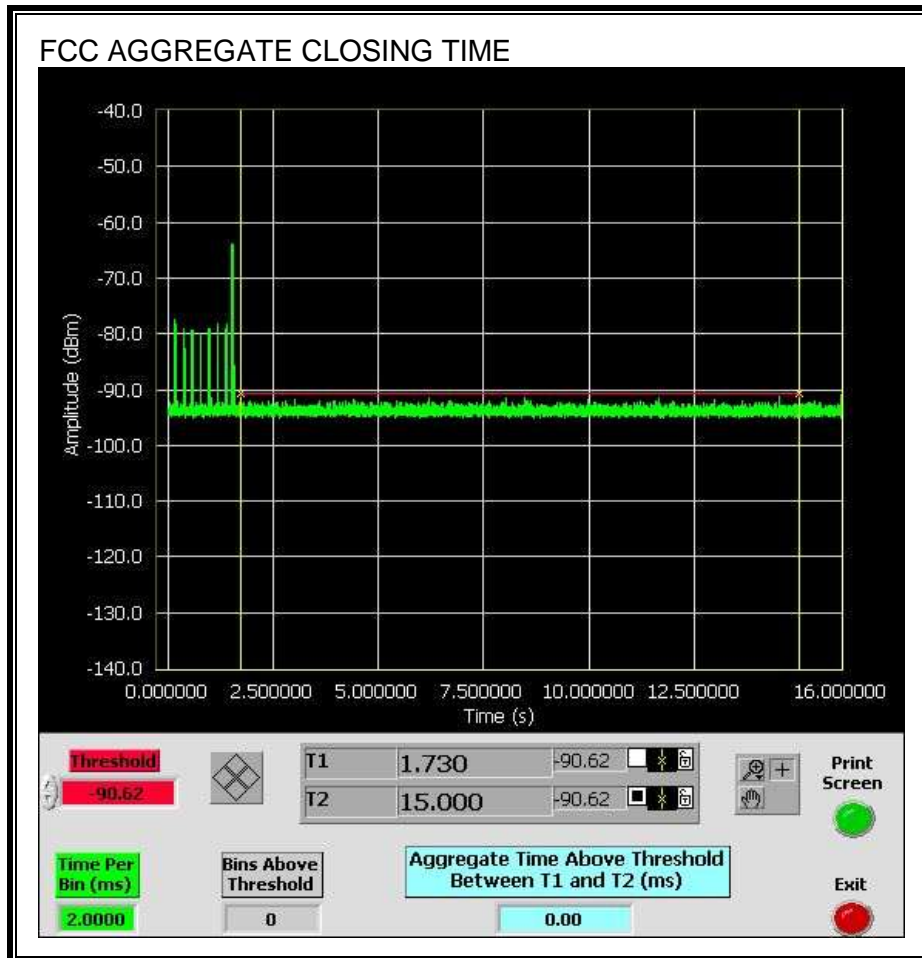 FCC AGGREGATE CLOSING TIME
-40.0
-50.0
-60.0
-70.0
-80.0
-90.0
-100.0
-110.0
-120.0
-130.0
-140.0
Amplitude (dBm)
0.000000 2.500000 5.000000 7.500000 10.000000 12.500000 16.000000
Time (s)
Threshold
-90.62
T1 1.730 -90.62
T2 15.000 -90.62
Print
Screen
Time Per
Bin (ms)
2.0000
Bins Above
Threshold
0
Aggregate Time Above Threshold
Between T1 and T2 (ms)
0.00
Exit